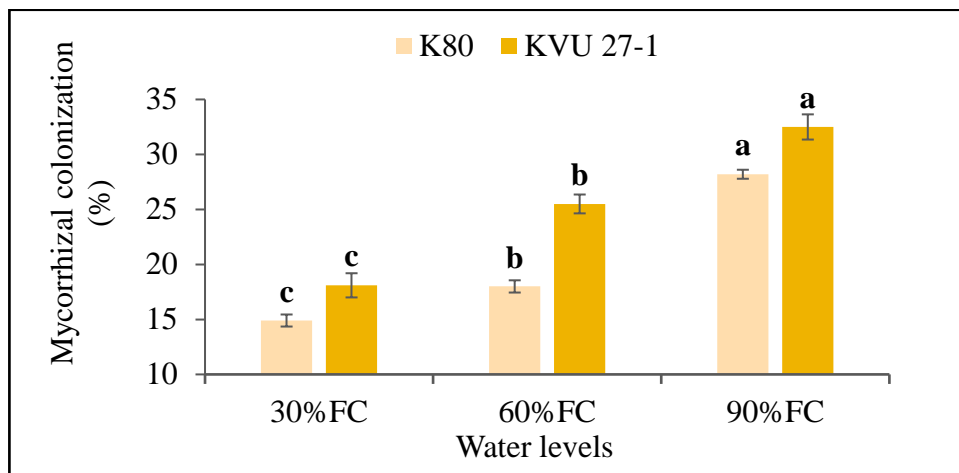 K80 KVU 27-1
Mycorrhizal colonization
(%)
35
30
25
20
15
10
a
a
b
b
c
c
30%FC 60%FC 90%FC
Water levels